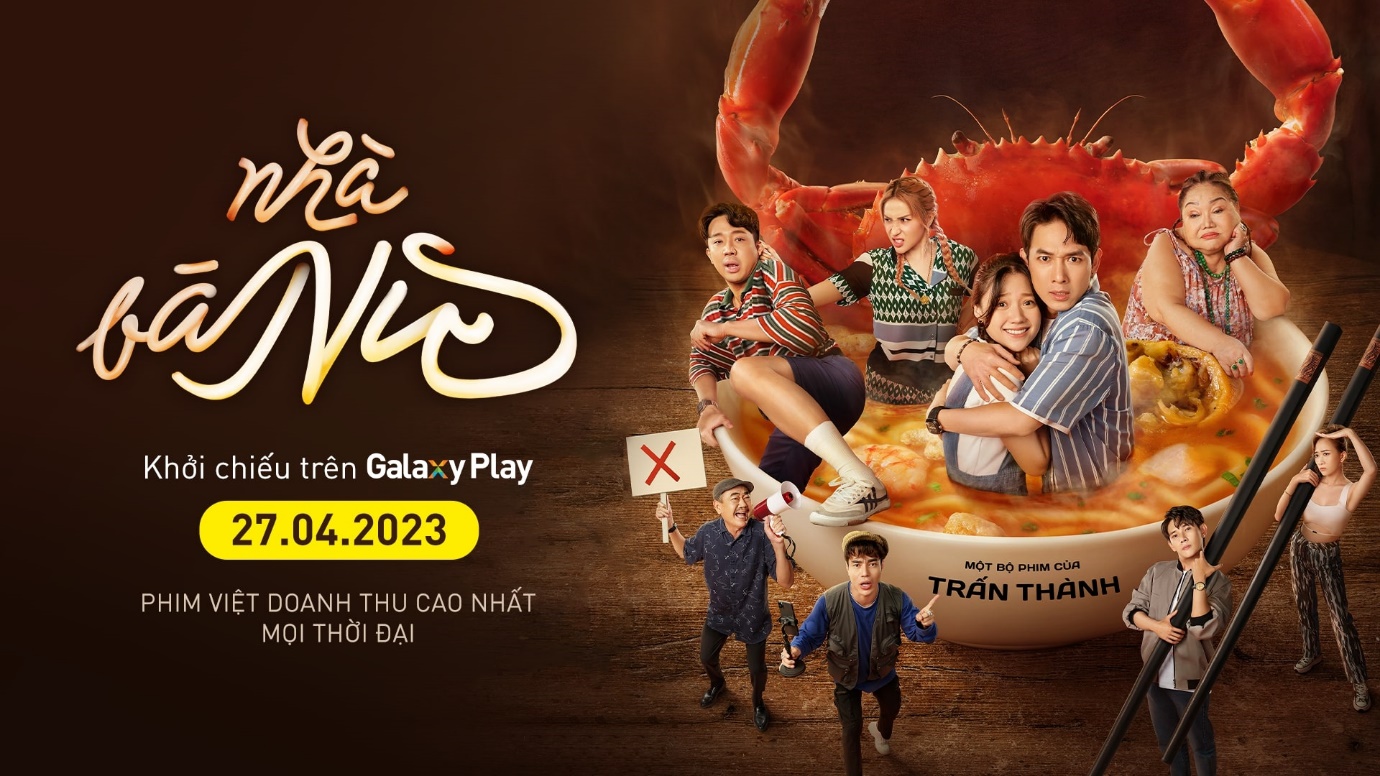 nhà
bà Nữ
Khởi chiếu trên Galaxy Play
27.04.2023
PHIM VIỆT DOANH THU CAO NHẤT
MỌI THỜI ĐẠI
X
MỘT BỘ PHIM CỦA
TRẤN THÀNH